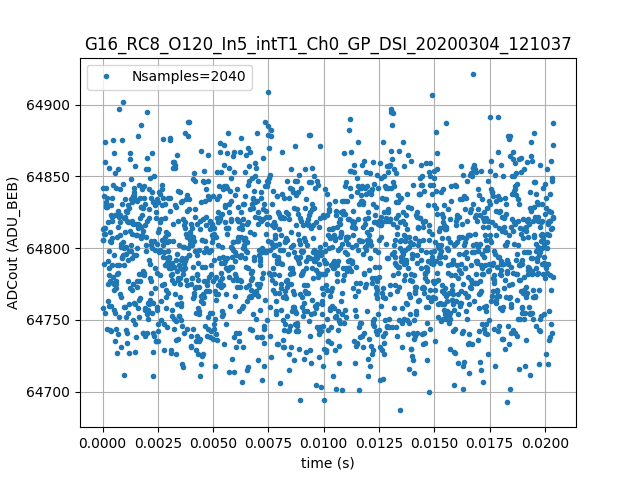 G16_RC8_O120_In5_intT1_Ch0_GP_DSI_20200304_121037
Nsamples=2040
ADCout (ADU_BEB)
64900
64850
64800
64750
64700
0.0000 0.0025 0.0050 0.0075 0.0100 0.0125 0.0150 0.0175 0.0200
time (s)